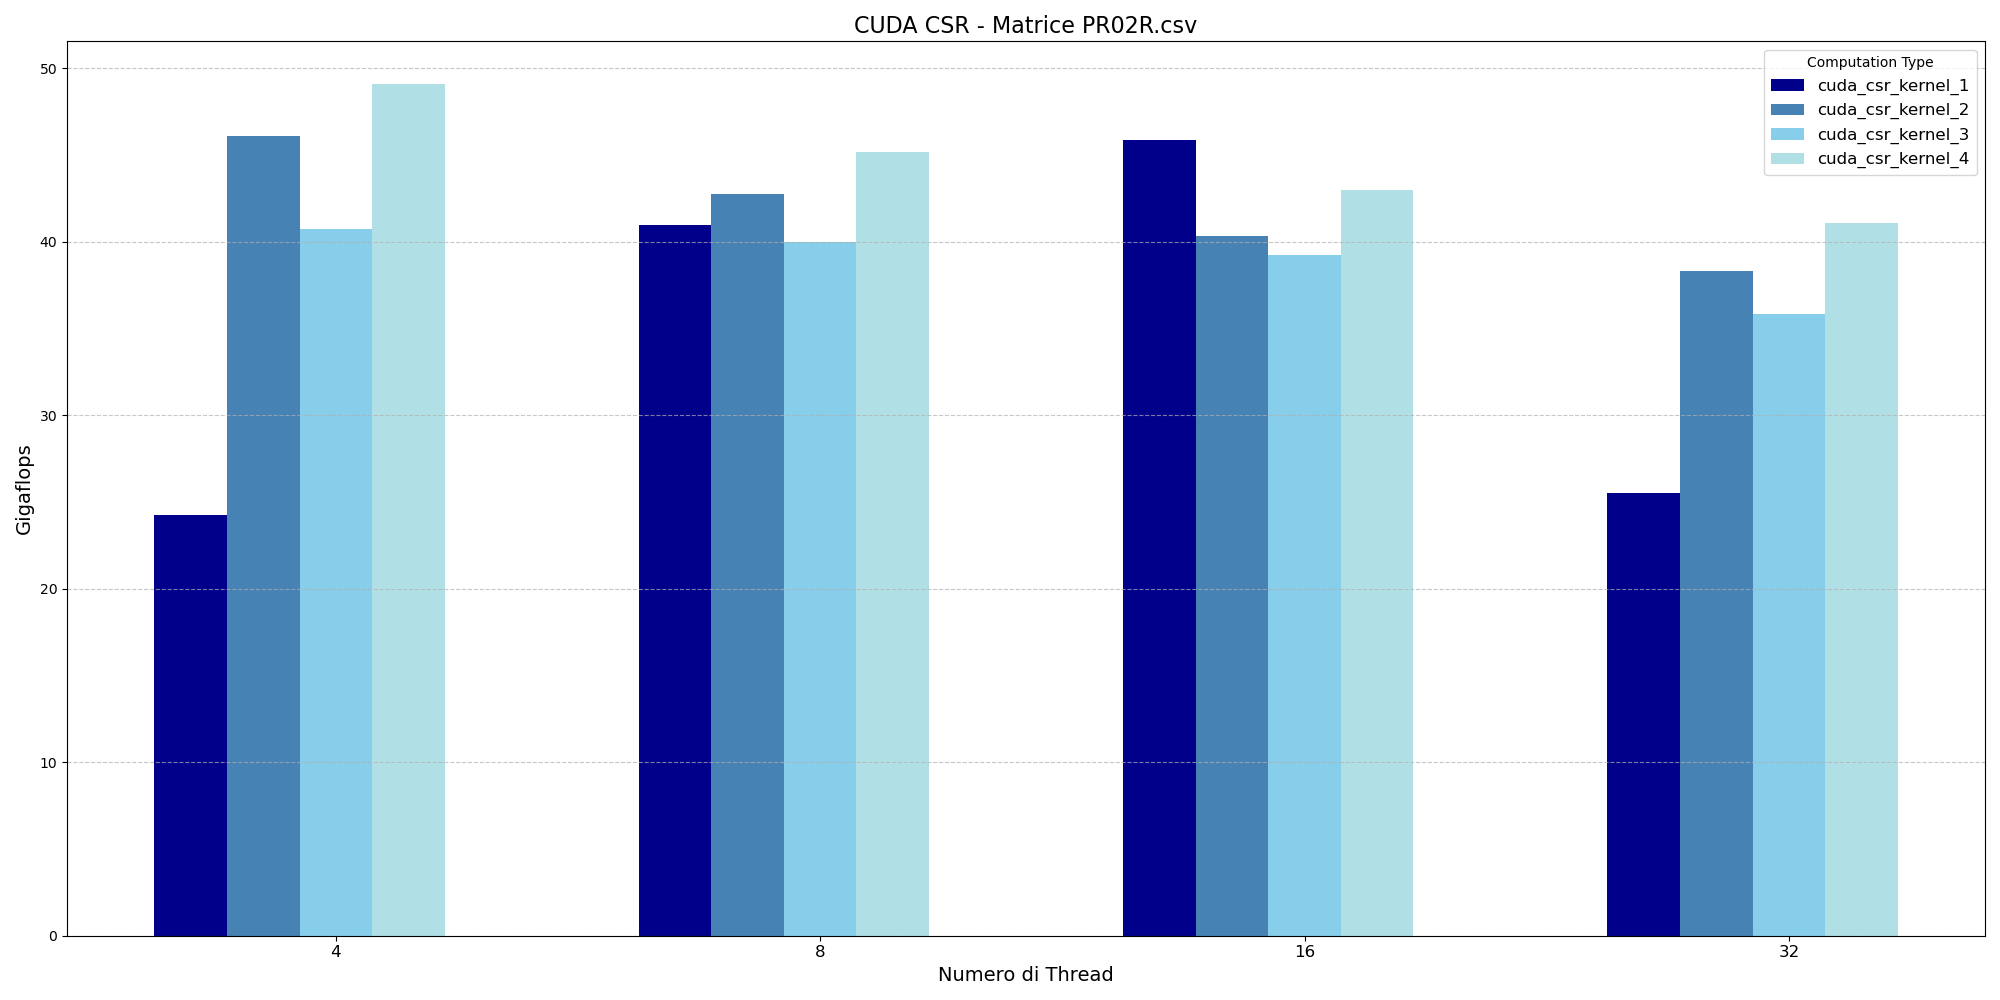 CUDA CSR - Matrice PR02R.csv
Computation Type
cuda_csr_kernel_1
cuda_csr_kernel_2
cuda_csr_kernel_3
cuda_csr_kernel_4
Gigaflops
50
40
30
20
10
0
4 8 16 32
Numero di Thread